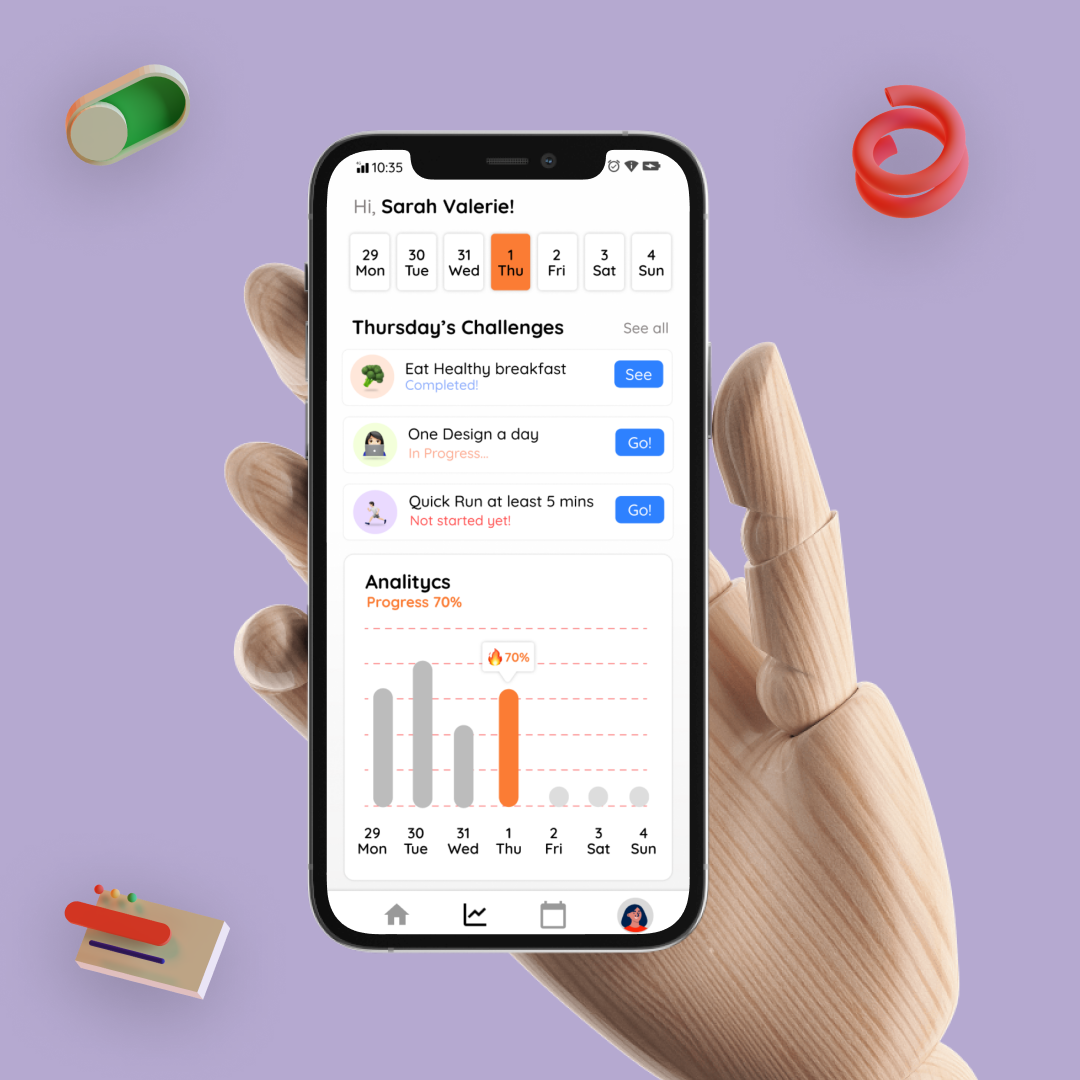 10:35
Hi, Sarah Valerie!
29 30 31 1 2 3 4
Mon Tue Wed Thu Fri Sat Sun
Thursday’s Challenges See all
Eat Healthy breakfast
Completed!
See
One Design a day
In Progress...
Go!
Quick Run at least 5 mins
Not started yet!
Go!
Analitycs
Progress 70%
70%
29 30 31 1 2 3 4
Mon Tue Wed Thu Fri Sat Sun